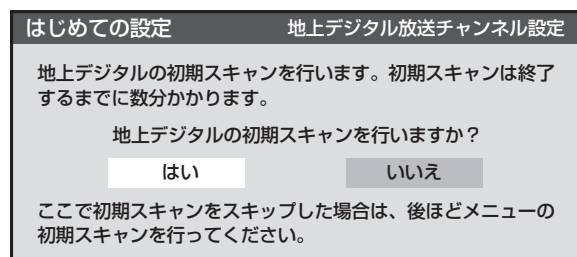 はじめての設定 地上デジタル放送チャンネル設定
地上デジタルの初期スキャンを行います。初期スキャンは終了
するまでに数分かかります。
地上デジタルの初期スキャンを行いますか？
はい いいえ
ここで初期スキャンをスキップした場合は、後ほどメニューの
初期スキャンを行ってください。